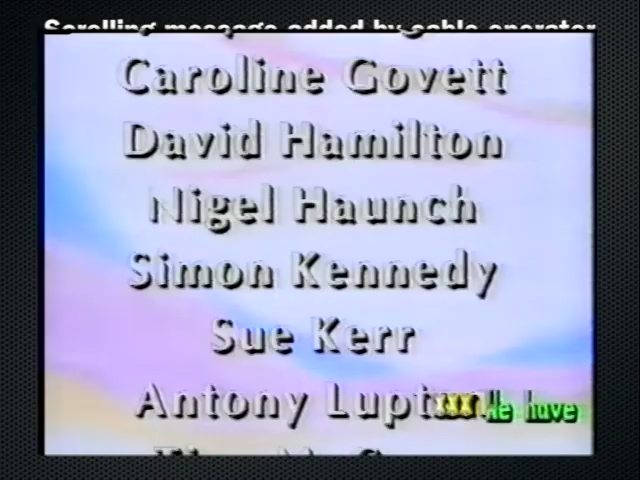 Scrolling message added by cable operator
Caroline Govett
David Hamilton
Nigel Haunch
Simon Kennedy
Sue Kerr
Antony Lupton
XXX We have